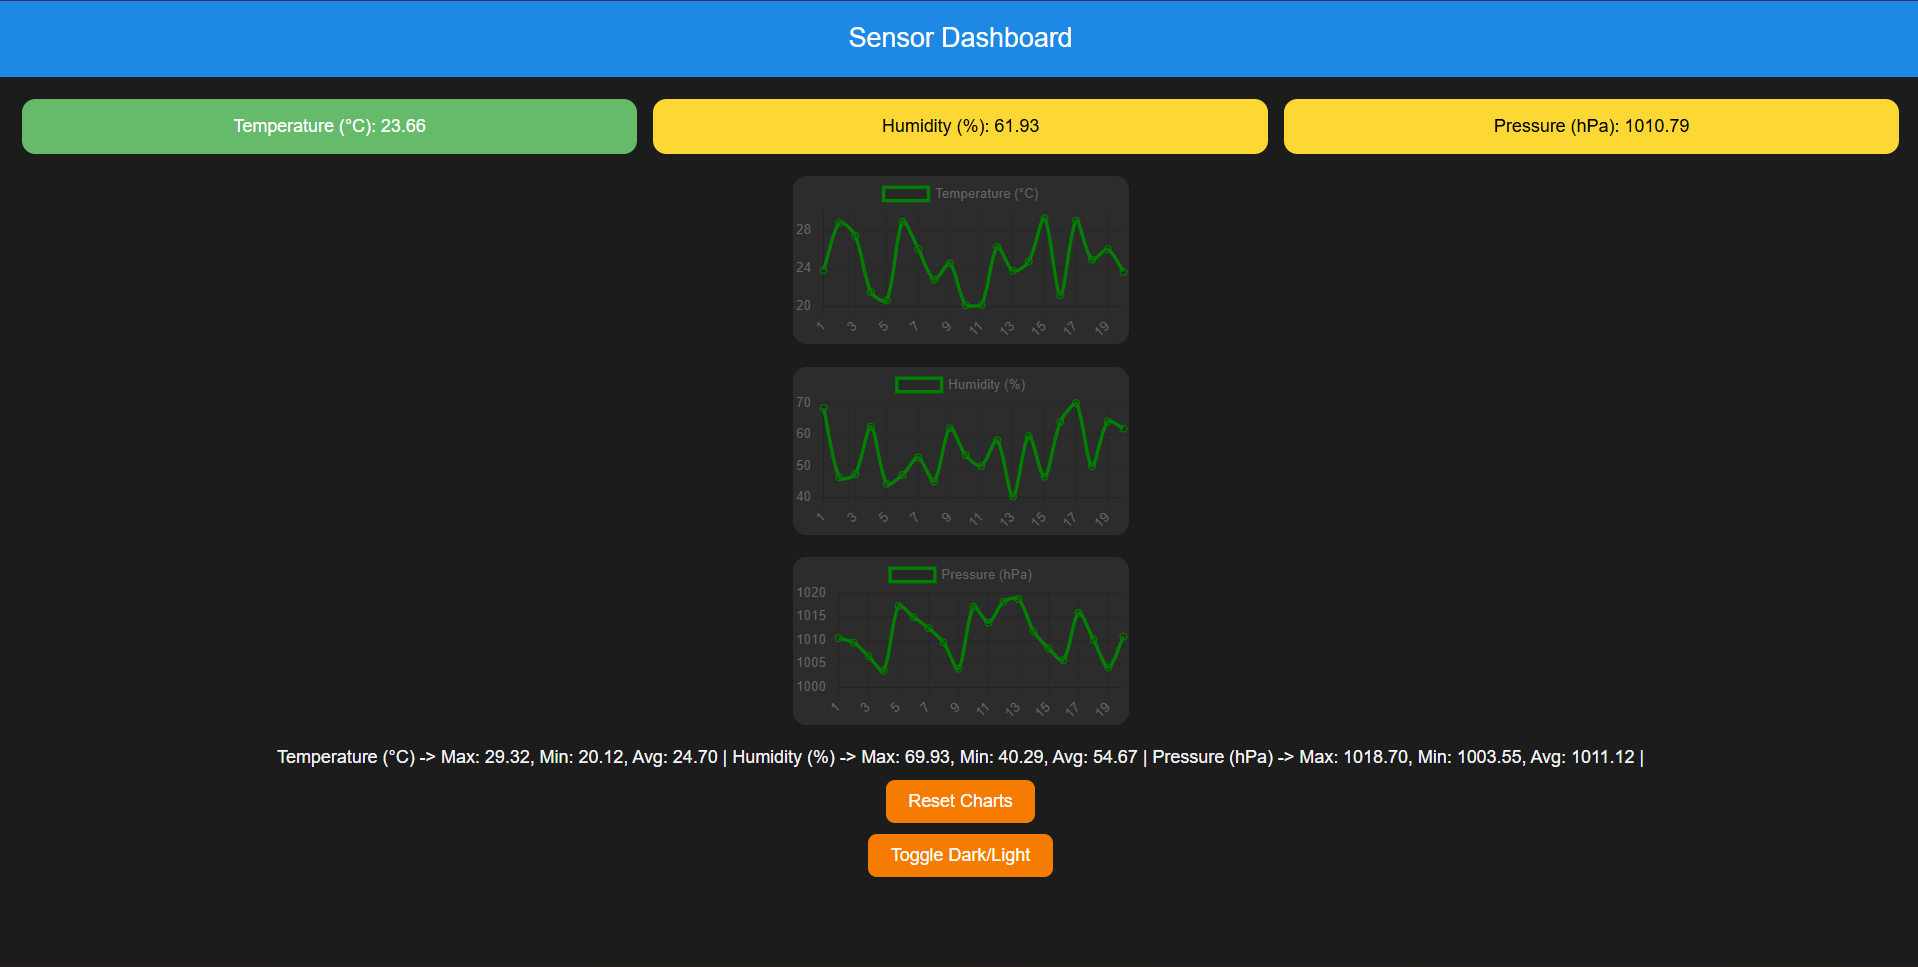 Sensor Dashboard
Temperature (°C): 23.66
Humidity (%): 61.93
Pressure (hPa): 1010.79
Temperature (°C)
28
24
20
1 3 5 7 9 11 13 15 17 19
Humidity (%)
70
60
50
40
1 3 5 7 9 11 13 15 17 19
Pressure (hPa)
1020
1015
1010
1005
1000
1 3 5 7 9 11 13 15 17 19
Temperature (°C) -> Max: 29.32, Min: 20.12, Avg: 24.70 | Humidity (%) -> Max: 69.93, Min: 40.29, Avg: 54.67 | Pressure (hPa) -> Max: 1018.70, Min: 1003.55, Avg: 1011.12 |
Reset Charts
Toggle Dark/Light